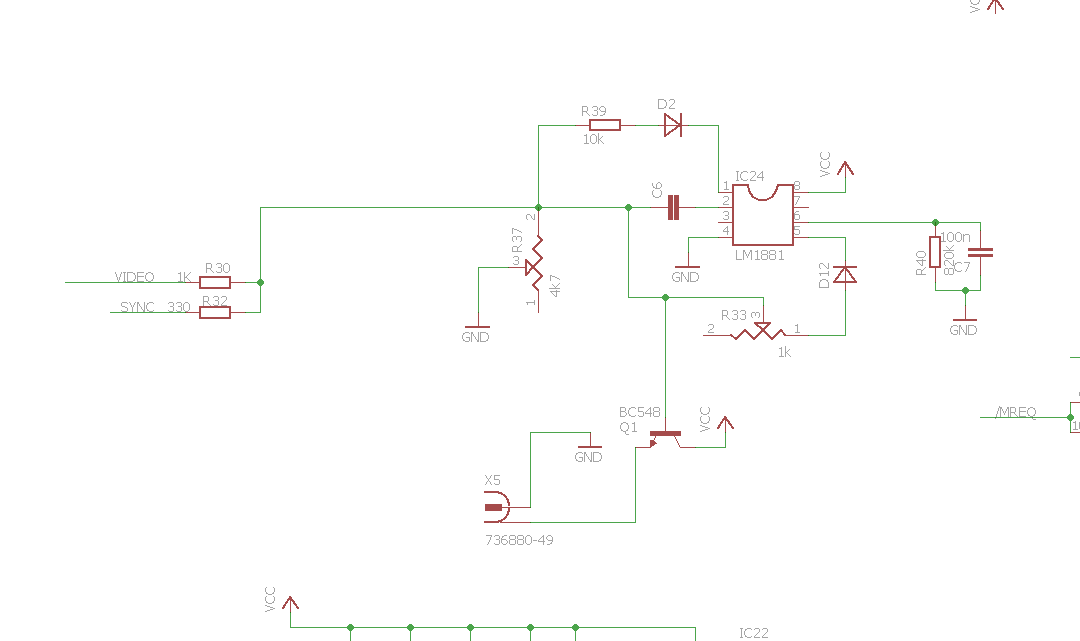 VCC
R39
D2
10k
VCC
C6
IC24
1
8
2
7
3
6
4
5
LM1881
2
R37
3
4k7
1
GND
GND
100n
R40
820k
C7
D12
GND
VIDEO
1K
R30
SYNC
330
R32
R33
3
2
1
1k
BC548
Q1
VCC
/MREQ
GND
X5
736880-49
VCC
IC22